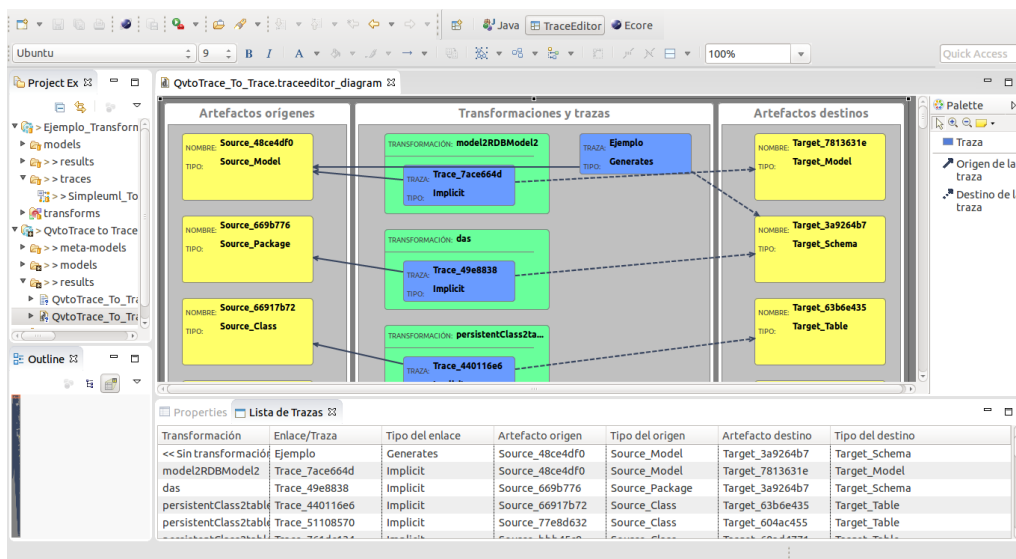 Java TraceEditor Ecore
Ubuntu 9 B I A 100% Quick Access
Project Ex
> Ejemplo_Transform
models
> > results
> > traces
> > Simpleuml_To
transforms
> QvtoTrace to Trace
> > meta-models
> > models
> > results
QvtoTrace_To_Tra
QvtoTrace_To_Tra
Outline
QvtoTrace_To_Trace.traceeditor_diagram
Artefactos orígenes
NOMBRE: Source_48ce4df0
TIPO: Source_Model
NOMBRE: Source_669b776
TIPO: Source_Package
NOMBRE: Source_66917b72
TIPO: Source_Class
Transformaciones y trazas
TRANSFORMACIÓN: model2RDBModel2
TRAZA: Trace_7ace664d
TIPO: Implicit
TRAZA: Ejemplo
TIPO: Generates
TRANSFORMACIÓN: das
TRAZA: Trace_49e8838
TIPO: Implicit
TRANSFORMACIÓN: persistentClass2ta...
TRAZA: Trace_440116e6
Artefactos destinos
NOMBRE: Target_7813631e
TIPO: Target_Model
NOMBRE: Target_3a9264b7
TIPO: Target_Schema
NOMBRE: Target_63b6e435
TIPO: Target_Table
Palette
Traza
Origen de la
traza
Destino de l
traza
Properties Lista de Trazas
Transformación Enlace/Traza Tipo del enlace Artefacto origen Tipo del origen Artefacto destino Tipo del destino
<< Sin transformación Ejemplo Generates Source_48ce4df0 Source_Model Target_3a9264b7 Target_Schema
model2RDBModel2 Trace_7ace664d Implicit Source_48ce4df0 Source_Model Target_7813631e Target_Model
das Trace_49e8838 Implicit Source_669b776 Source_Package Target_3a9264b7 Target_Schema
persistentClass2table Trace_440116e6 Implicit Source_66917b72 Source_Class Target_63b6e435 Target_Table
persistentClass2table Trace_51108570 Implicit Source_77e8d632 Source_Class Target_604ac455 Target_Table